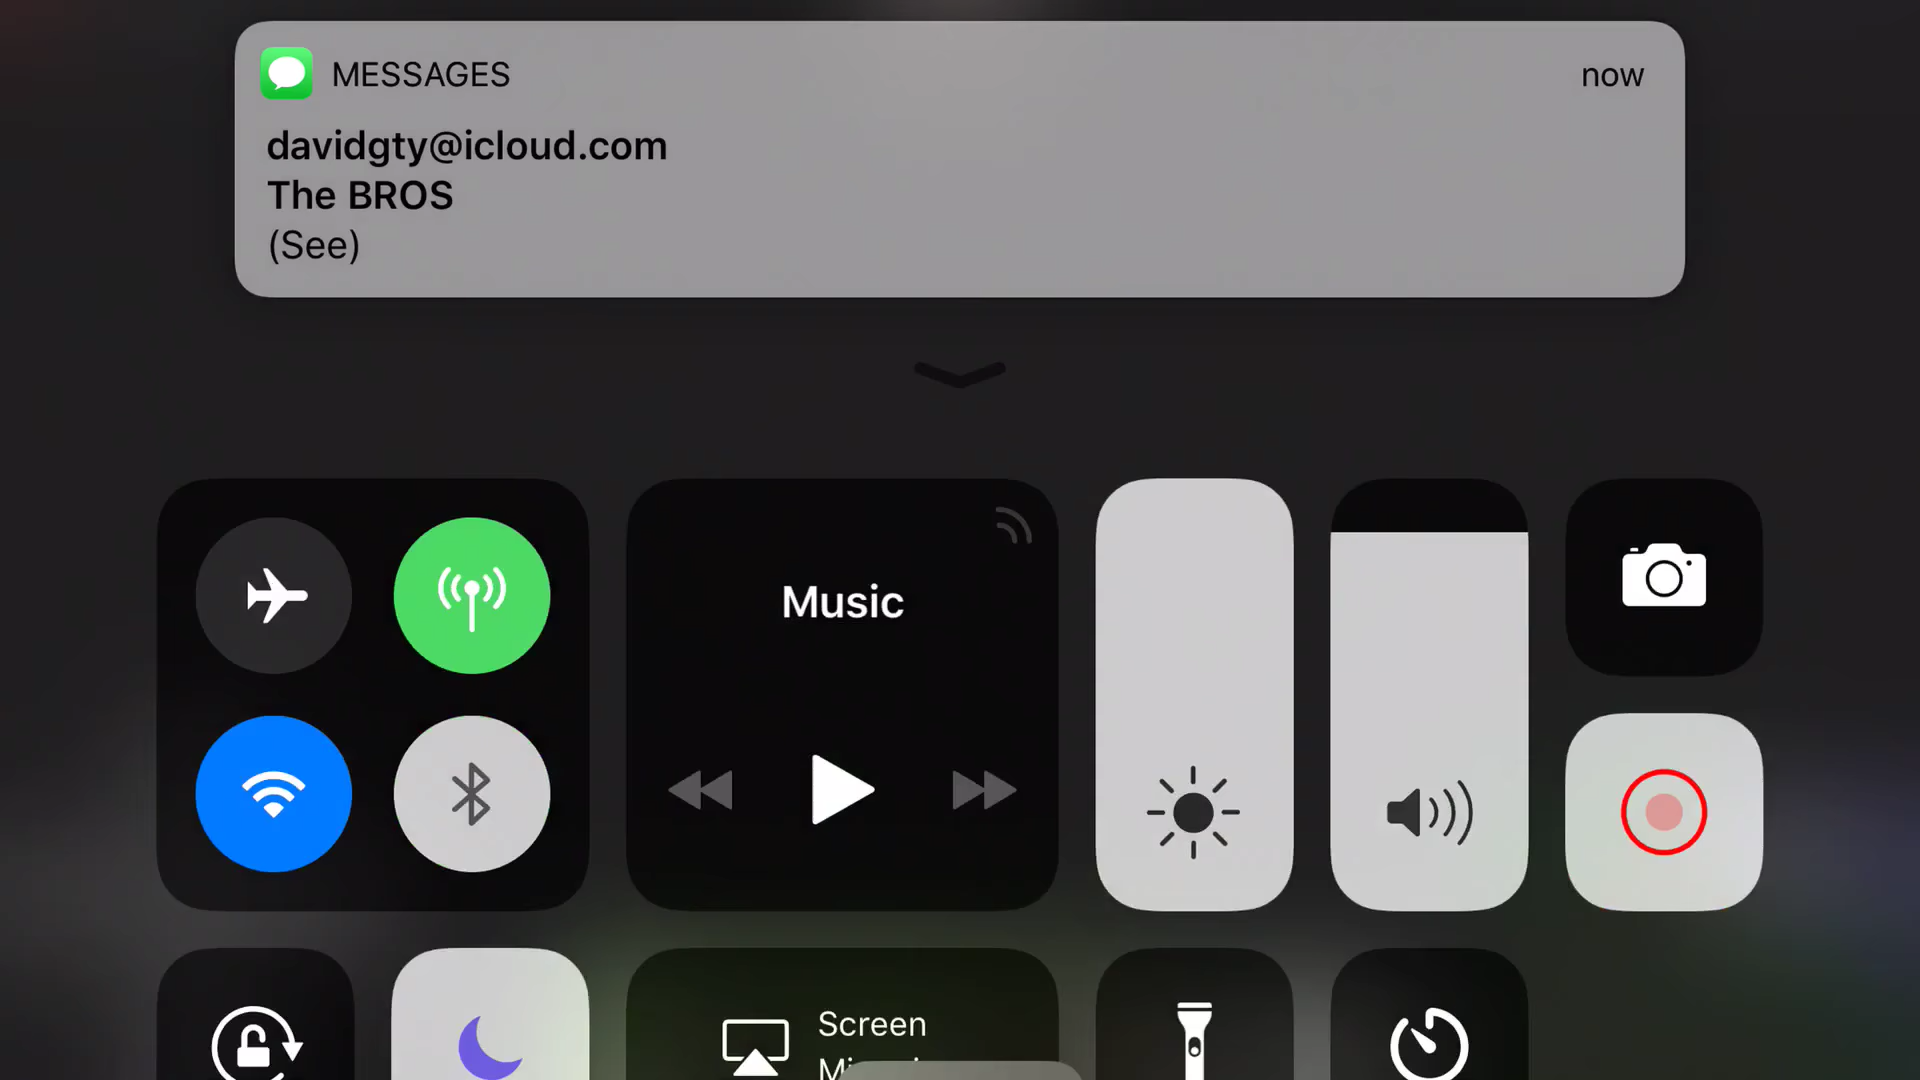 MESSAGES
now
davidgty@icloud.com
The BROS
(See)
Music
Screen